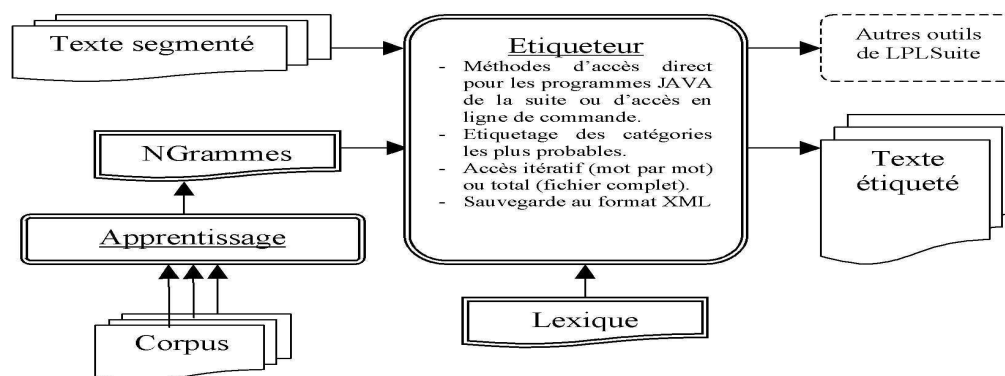 Texte segmenté
Etiqueteur
- Méthodes d'accès direct
pour les programmes JAVA
de la suite ou d'accès en
ligne de commande.
- Etiquetage des catégories
les plus probables.
- Accès itératif (mot par mot)
ou total (fichier complet).
- Sauvegarde au format XML
Autres outils
de LPLSuite
NGrammes
Texte
étiqueté
Apprentissage
Lexique
Corpus